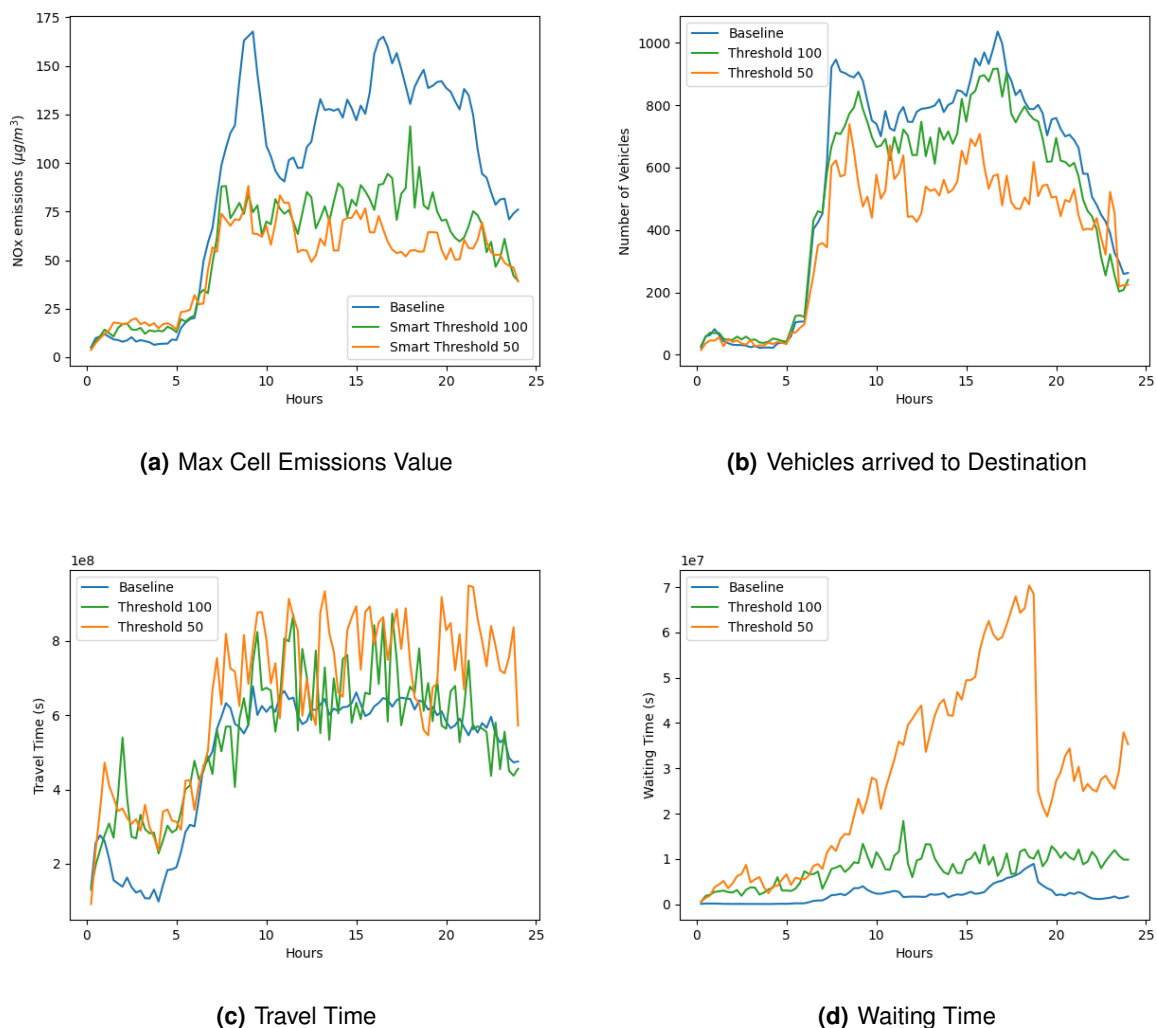 175
150
125
100
75
50
25
0
NOx emissions (μg/m³)
Baseline
Smart Threshold 100
Smart Threshold 50
0 5 10 15 20 25
Hours
(a) Max Cell Emissions Value
1000
800
600
400
200
0
Number of Vehicles
Baseline
Threshold 100
Threshold 50
0 5 10 15 20 25
Hours
(b) Vehicles arrived to Destination
1e8
8
6
4
2
Travel Time (s)
Baseline
Threshold 100
Threshold 50
0 5 10 15 20 25
Hours
(c) Travel Time
1e7
7
6
5
4
3
2
1
0
Waiting Time (s)
Baseline
Threshold 100
Threshold 50
0 5 10 15 20 25
Hours
(d) Waiting Time